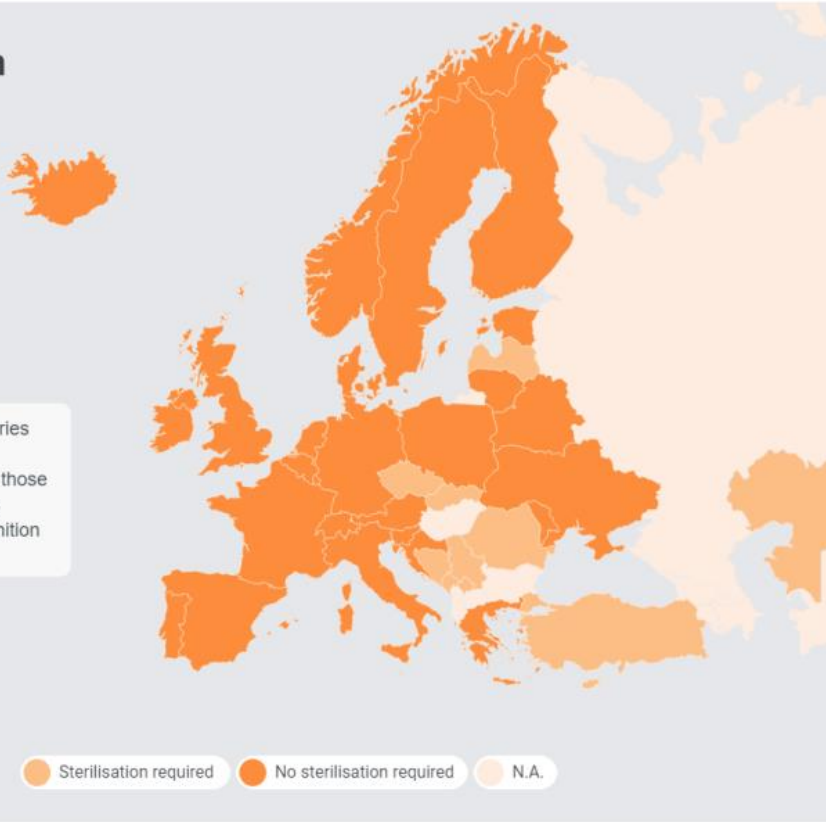 n
ries
those
nition
Sterilisation required No sterilisation required N.A.